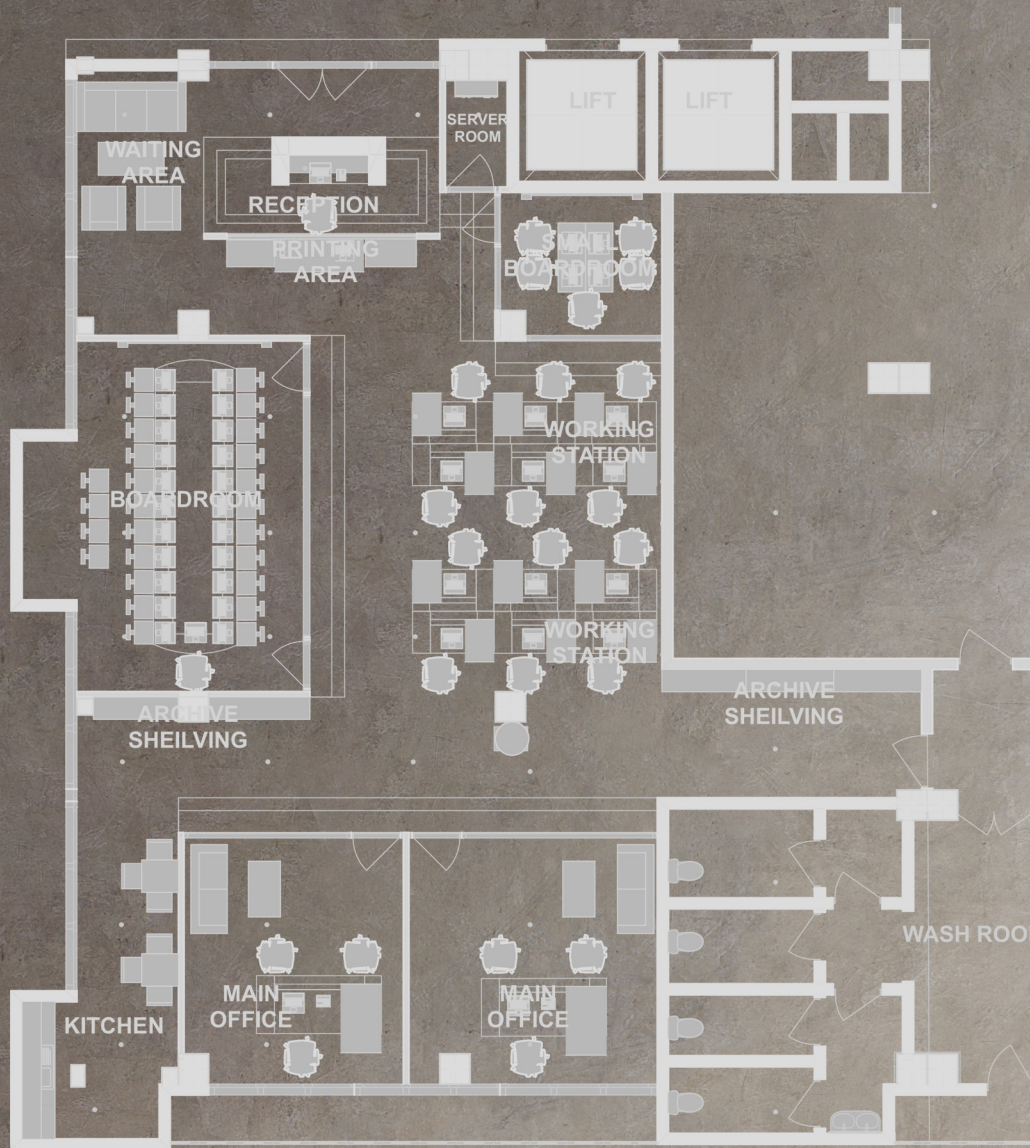 LIFT
LIFT
SERVER
ROOM
WAITING
AREA
RECEPTION
PRINTING
AREA
SMALL
BOARDROOM
WORKING
STATION
BOARDROOM
WORKING
STATION
ARCHIVE
SHEILVING
ARCHIVE
SHEILVING
WASH ROOM
MAIN
OFFICE
MAIN
OFFICE
KITCHEN